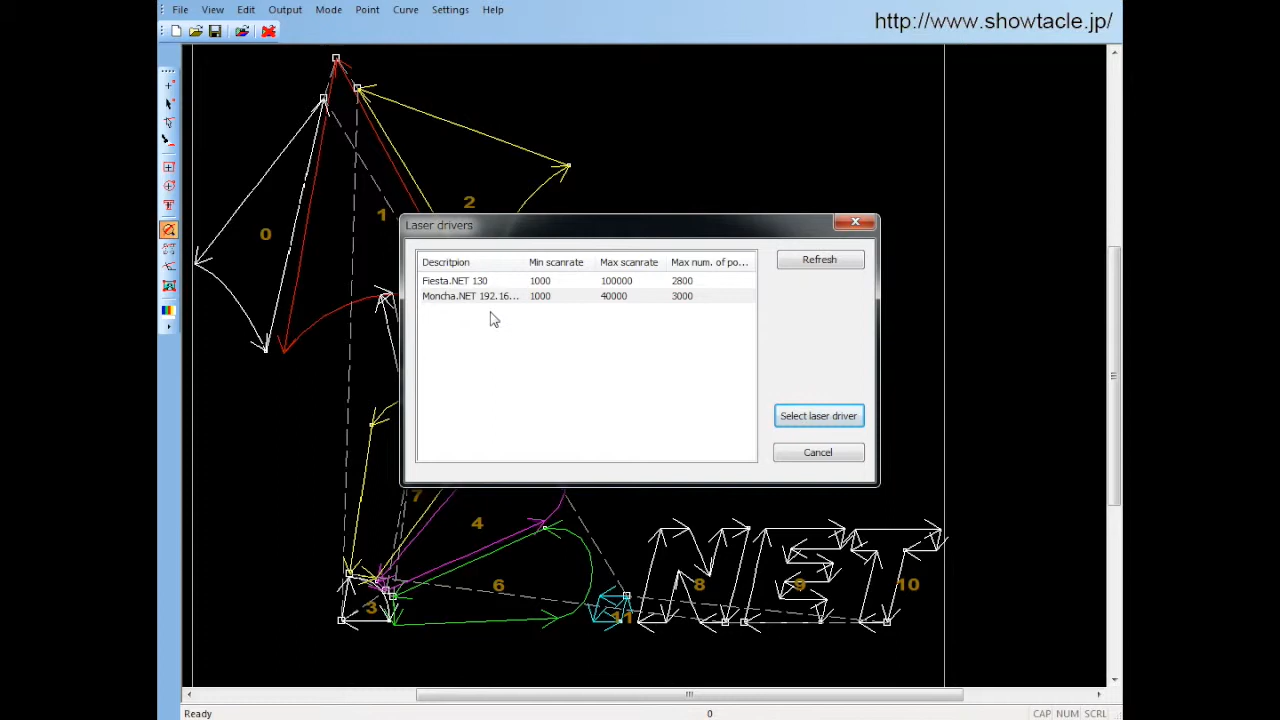 File View Edit Output Mode Point Curve Settings Help
http://www.showtacle.jp/
0
1
2
Laser drivers
Descritpion Min scanrate Max scanrate Max num. of po...
Fiesta.NET 130 1000 100000 2800
Moncha.NET 192.16... 1000 40000 3000
Refresh
Select laser driver
Cancel
7
4
6
3
11
8
9
10
NET
Ready 0 CAP NUM SCRL